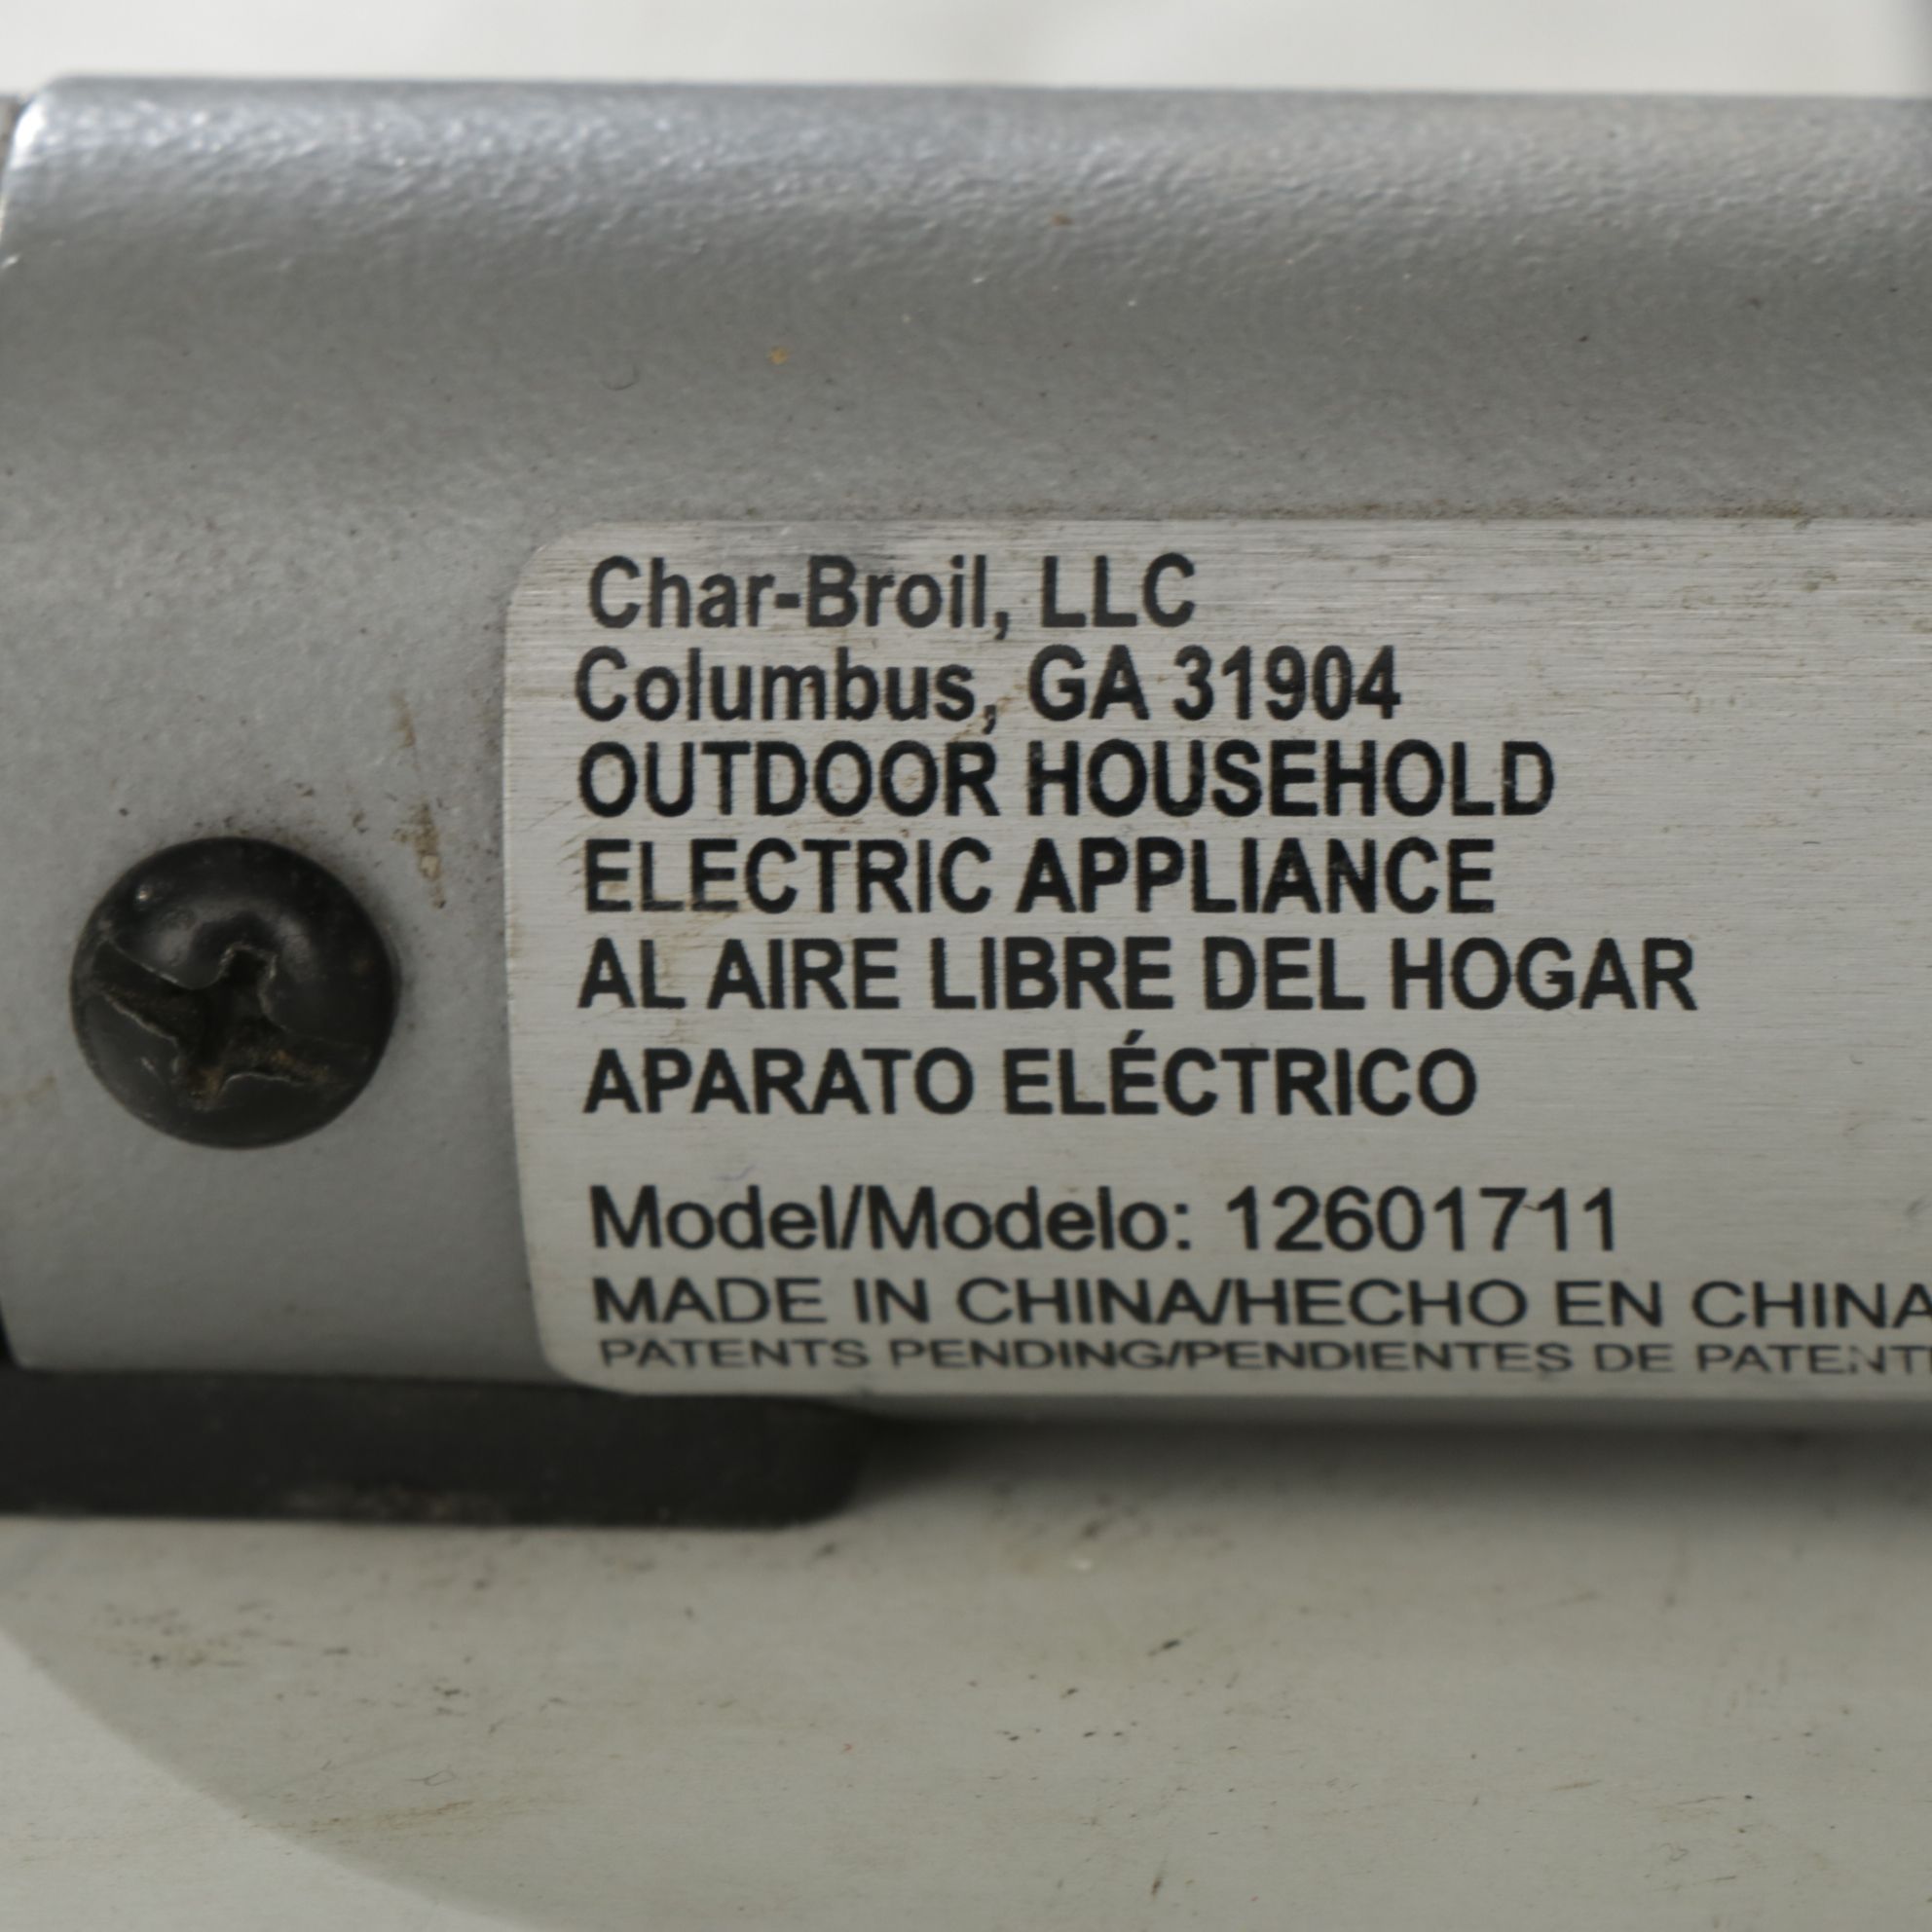 Char-Broil, LLC
Columbus, GA 31904
OUTDOOR HOUSEHOLD
ELECTRIC APPLIANCE
AL AIRE LIBRE DEL HOGAR
APARATO ELÉCTRICO
Model/Modelo: 12601711
MADE IN CHINA/HECHO EN CHINA
PATENTS PENDING/PENDIENTES DE